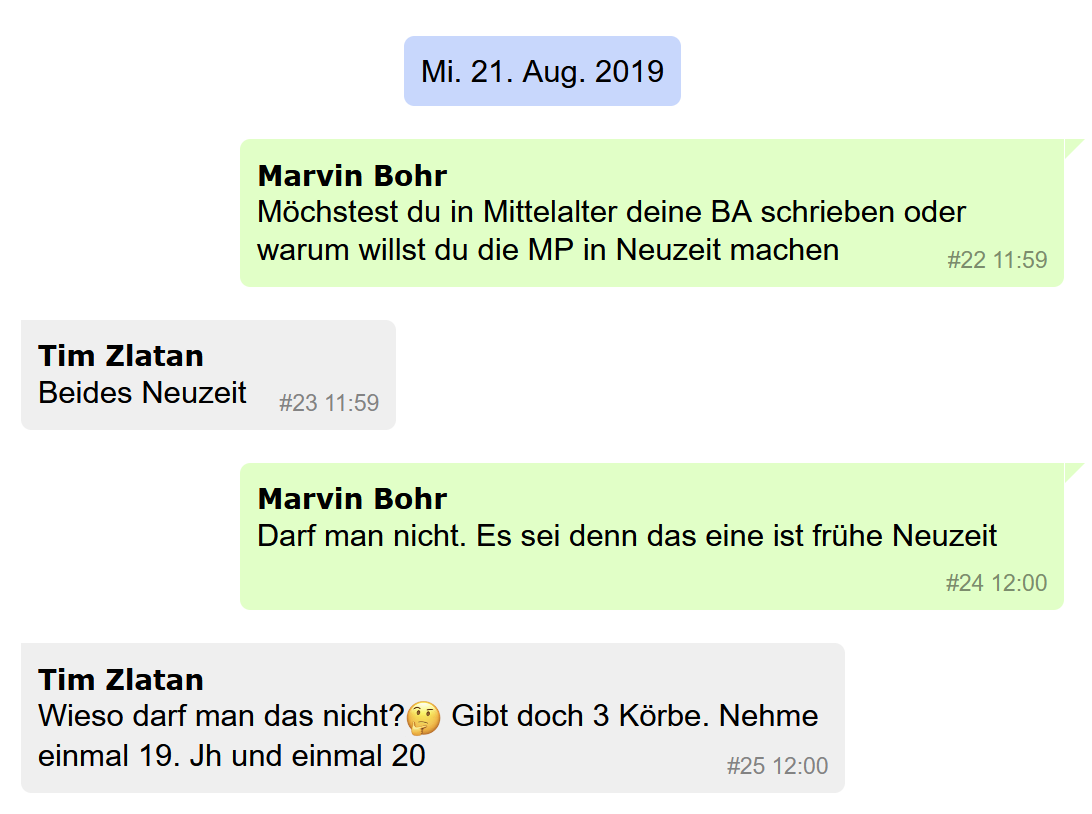 Mi. 21. Aug. 2019
Marvin Bohr
Möchstest du in Mittelalter deine BA schrieben oder
warum willst du die MP in Neuzeit machen
#22 11:59
Tim Zlatan
Beides Neuzeit
#23 11:59
Marvin Bohr
Darf man nicht. Es sei denn das eine ist frühe Neuzeit
#24 12:00
Tim Zlatan
Wieso darf man das nicht?🤔 Gibt doch 3 Körbe. Nehme
einmal 19. Jh und einmal 20
#25 12:00